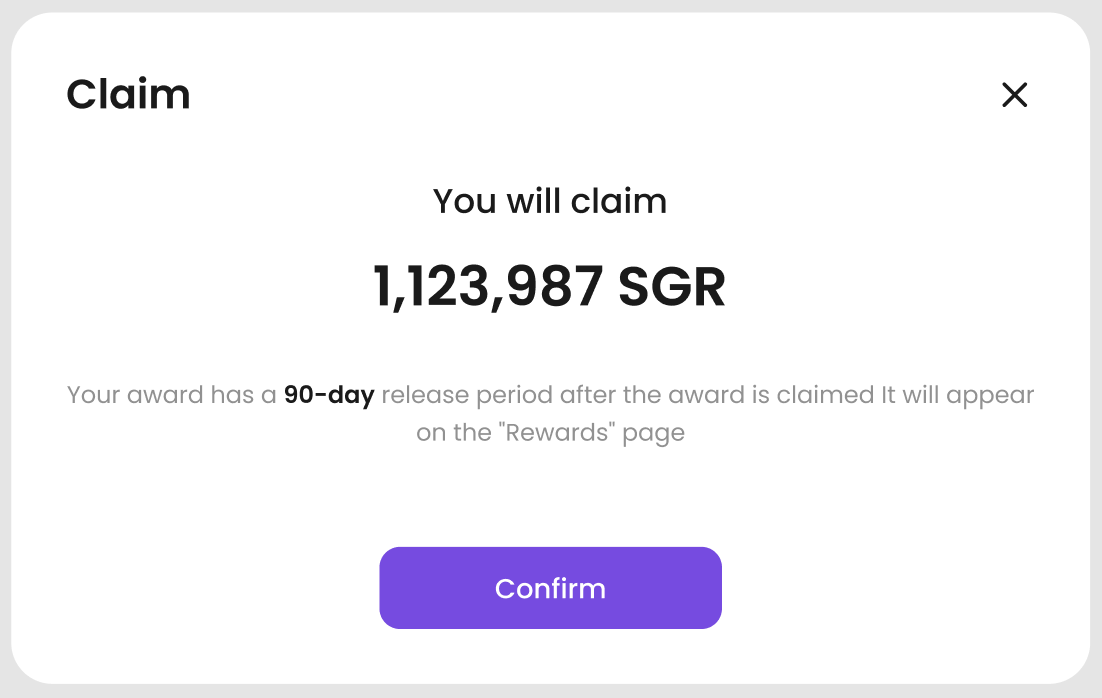 Claim
You will claim
1,123,987 SGR
Your award has a 90-day release period after the award is claimed It will appear
on the "Rewards" page
Confirm